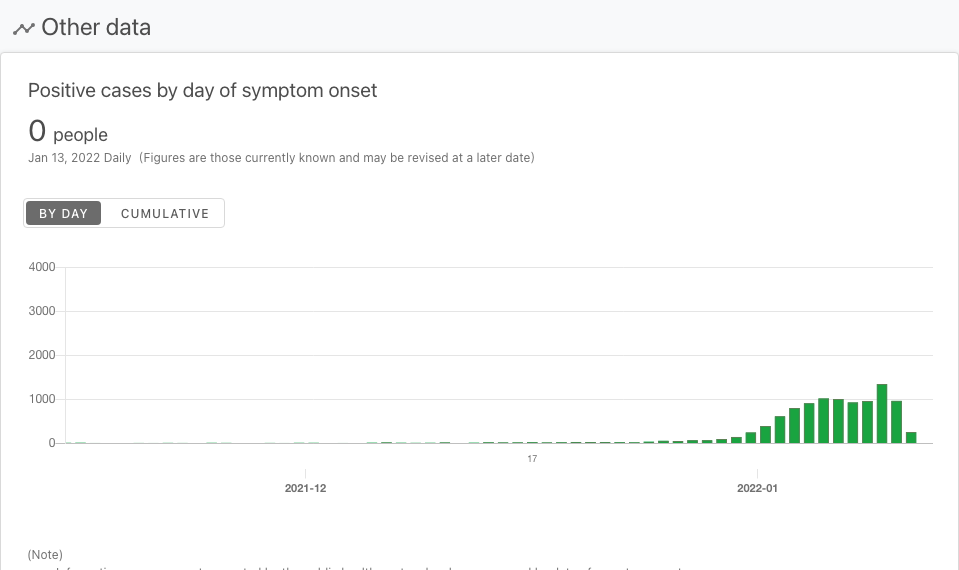 Other data
Positive cases by day of symptom onset
0 people
Jan 13, 2022 Daily (Figures are those currently known and may be revised at a later date)
BY DAY CUMULATIVE
4000
3000
2000
1000
0
17
2021-12 2022-01
(Note)